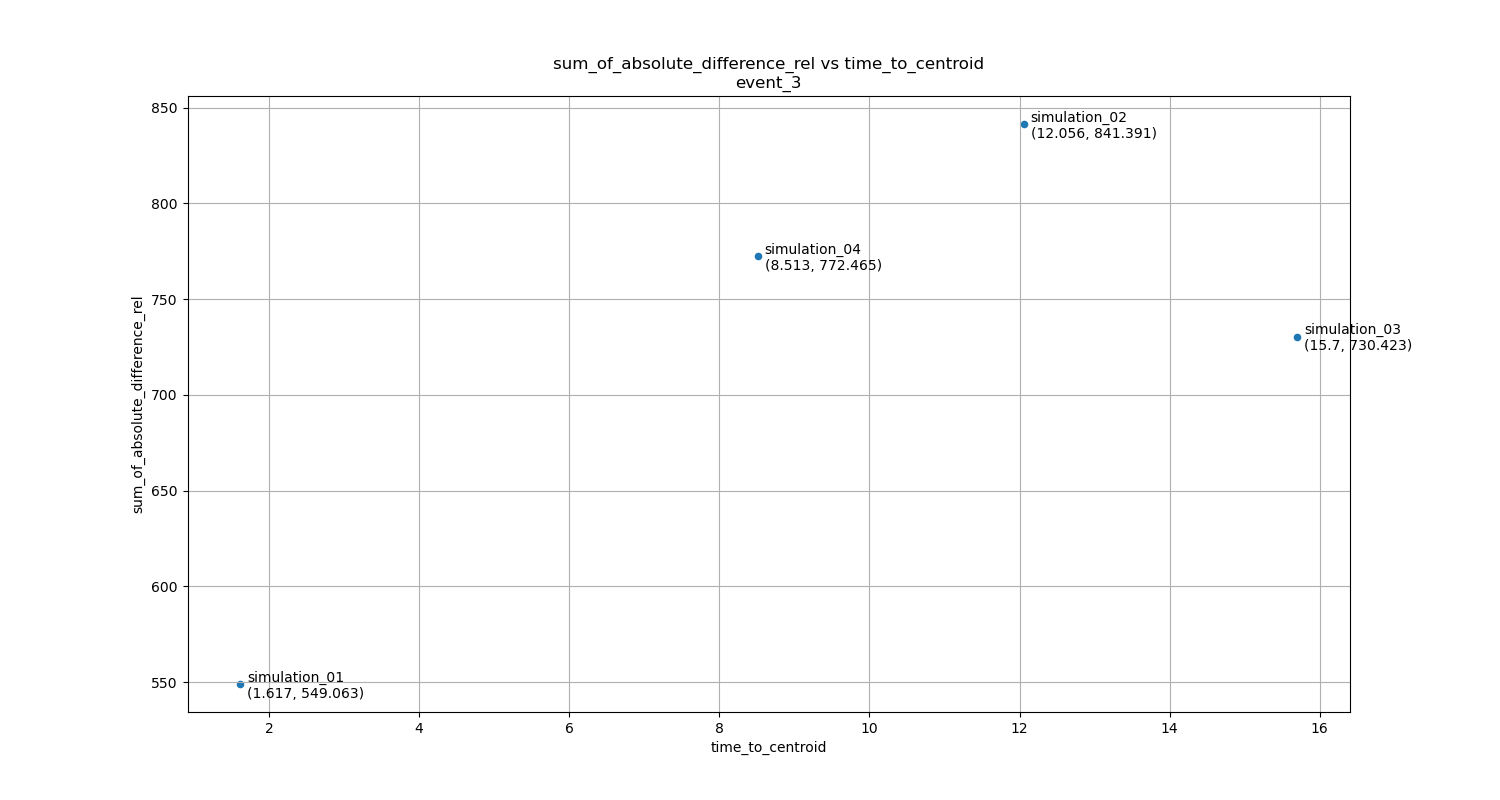 sum_of_absolute_difference_rel vs time_to_centroid
event_3
850
800
750
700
650
600
550
sum_of_absolute_difference_rel
simulation_02
(12.056, 841.391)
simulation_04
(8.513, 772.465)
simulation_03
(15.7, 730.423)
simulation_01
(1.617, 549.063)
2 4 6 8 10 12 14 16
time_to_centroid